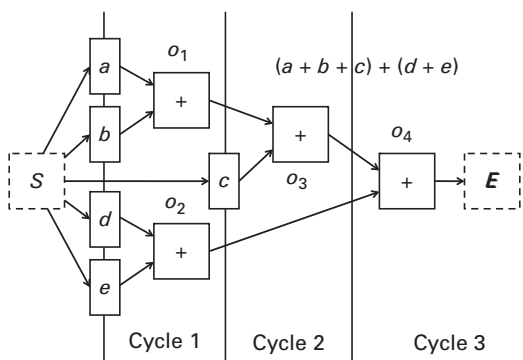 o1
(a + b + c) + (d + e)
a
+
b
+
o4
S
c
o3
+
E
o2
d
+
e
Cycle 1
Cycle 2
Cycle 3